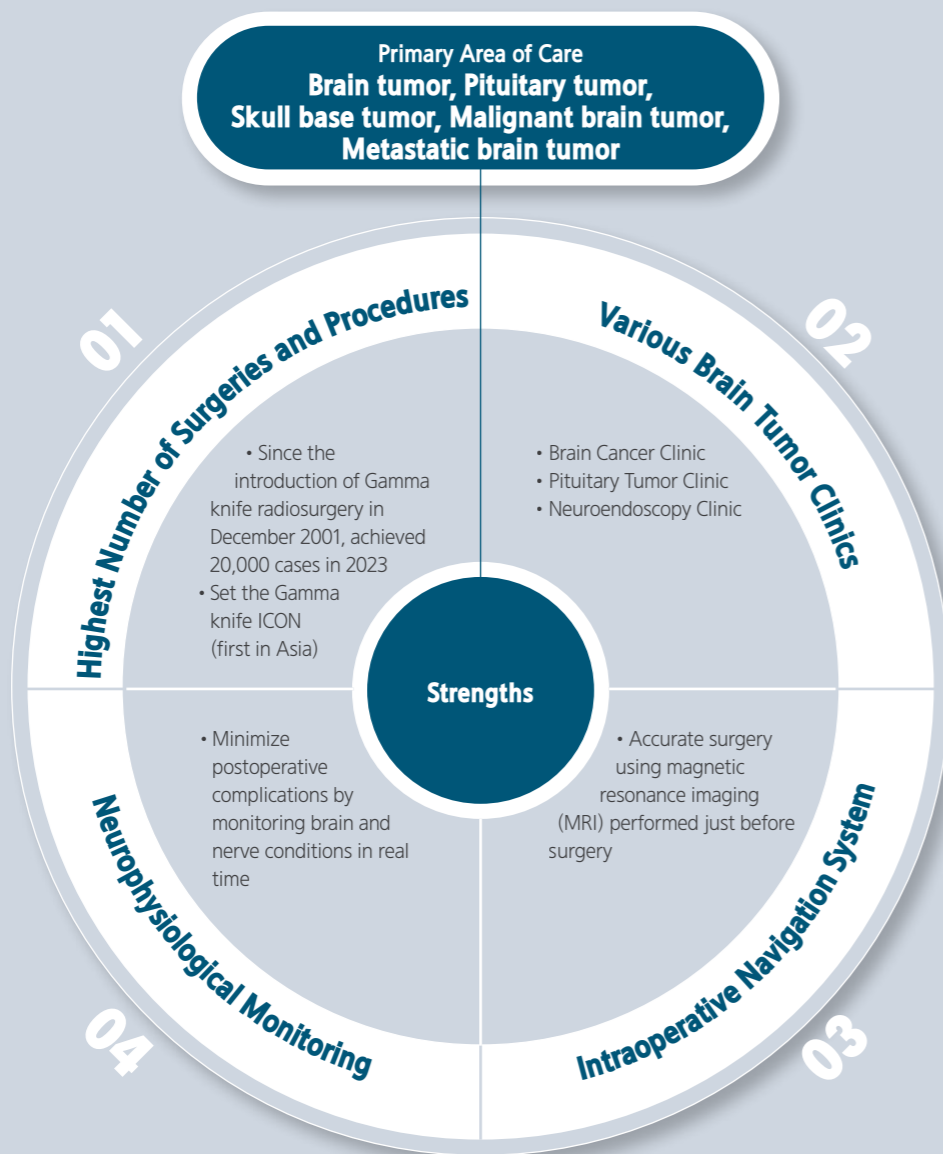 Primary Area of Care
Brain tumor, Pituitary tumor,
Skull base tumor, Malignant brain tumor,
Metastatic brain tumor
01
Highest Number of Surgeries and Procedures
• Since the
introduction of Gamma
knife radiosurgery in
December 2001, achieved
20,000 cases in 2023
• Set the Gamma
knife ICON
(first in Asia)
02
Various Brain Tumor Clinics
• Brain Cancer Clinic
• Pituitary Tumor Clinic
• Neuroendoscopy Clinic
Strengths
03
Intraoperative Navigation System
• Accurate surgery
using magnetic
resonance imaging
(MRI) performed just before
surgery
04
Neurophysiological Monitoring
• Minimize
postoperative
complications by
monitoring brain and
nerve conditions in real
time